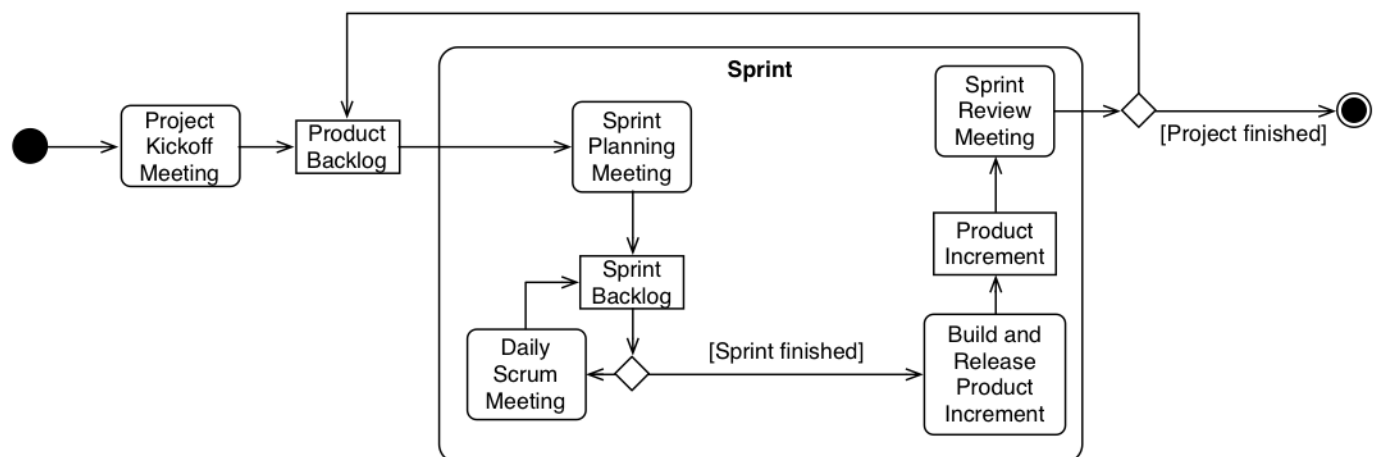 Sprint
Project
Kickoff
Meeting
Product
Backlog
Sprint
Planning
Meeting
Sprint
Backlog
Daily
Scrum
Meeting
[Sprint finished]
Build and
Release
Product
Increment
Product
Increment
Sprint
Review
Meeting
[Project finished]